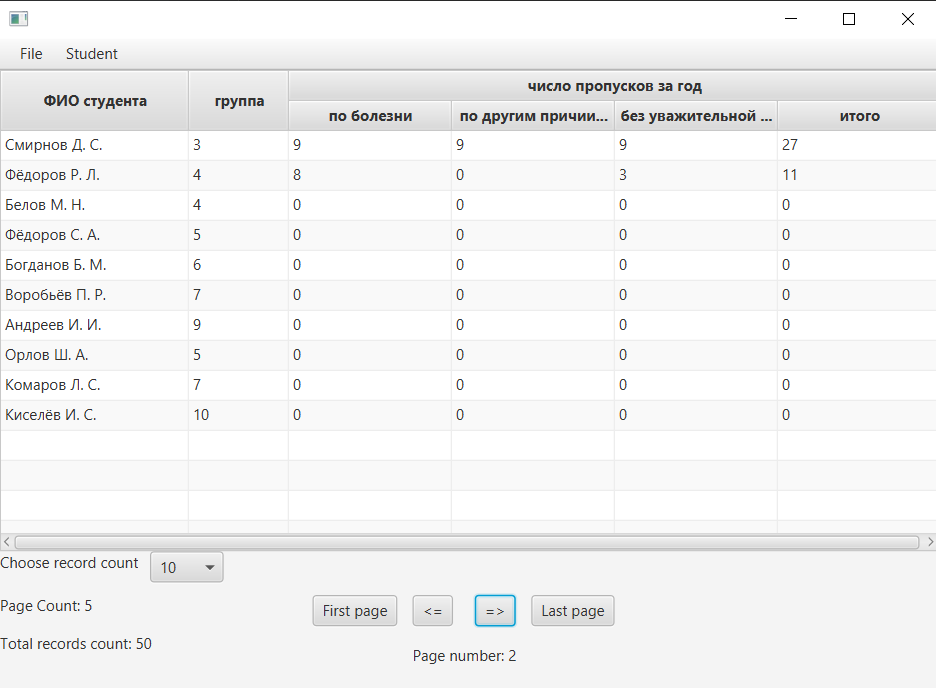 File Student
ФИО студента группа число пропусков за год
по болезни по другим причии... без уважительной ... итого
Смирнов Д. С. 3 9 9 9 27
Фёдоров Р. Л. 4 8 0 3 11
Белов М. Н. 4 0 0 0 0
Фёдоров С. А. 5 0 0 0 0
Богданов Б. М. 6 0 0 0 0
Воробьёв П. Р. 7 0 0 0 0
Андреев И. И. 9 0 0 0 0
Орлов Ш. А. 5 0 0 0 0
Комаров Л. С. 7 0 0 0 0
Киселёв И. С. 10 0 0 0 0
Choose record count 10
Page Count: 5 First page <= => Last page
Total records count: 50
Page number: 2